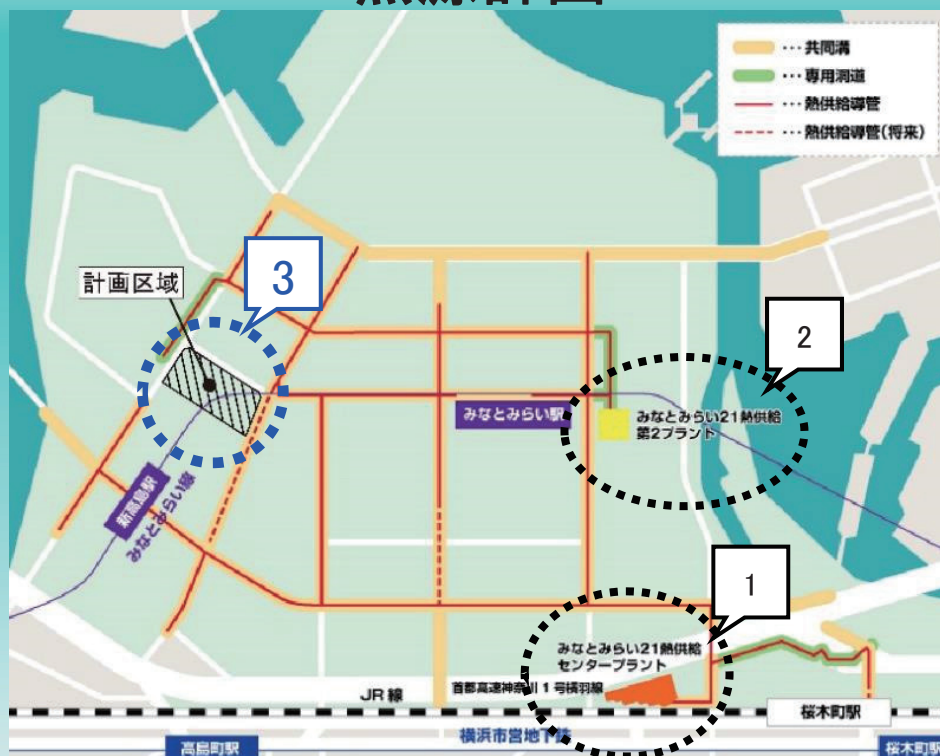 ･･･共同溝
･･･専用洞道
･･･熱供給導管
･･･熱供給導管(将来)
計画区域
3
2
みなとみらい駅
みなとみらい21熱供給
第2プラント
新高島駅
みなとみらい線
1
みなとみらい21熱供給
センタープラント
JR線
首都高速神奈川1号横羽線
桜木町駅
横浜市営地下鉄
高島町駅
桜木町駅